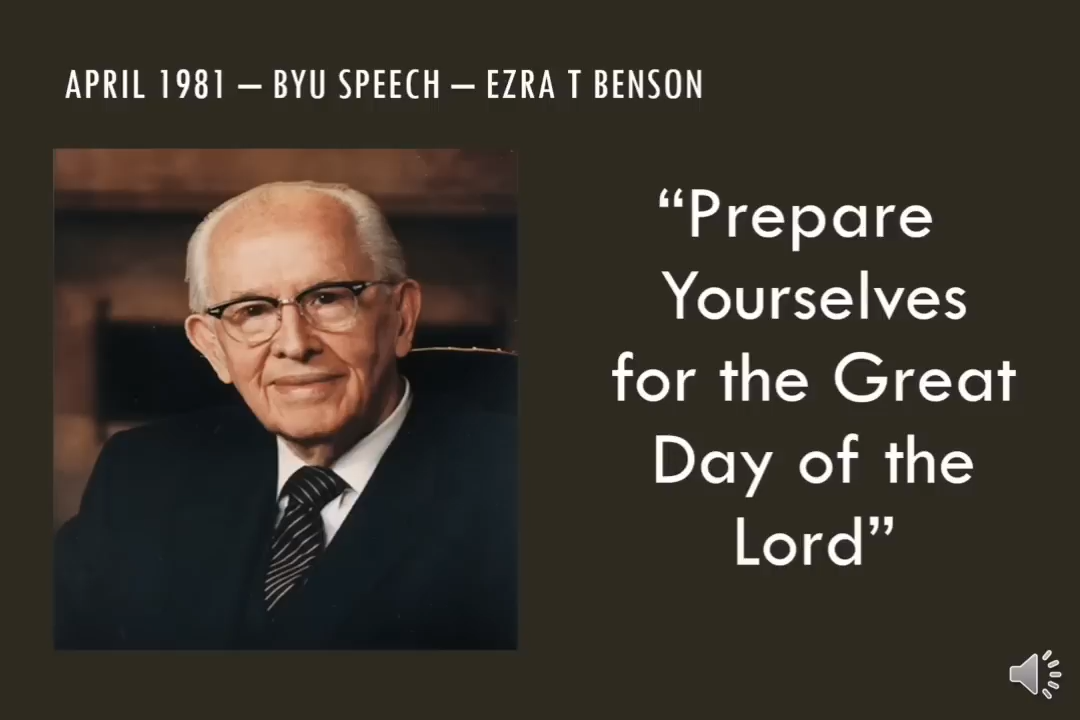 APRIL 1981 – BYU SPEECH – EZRA T BENSON
“Prepare
Yourselves
for the Great
Day of the
Lord”